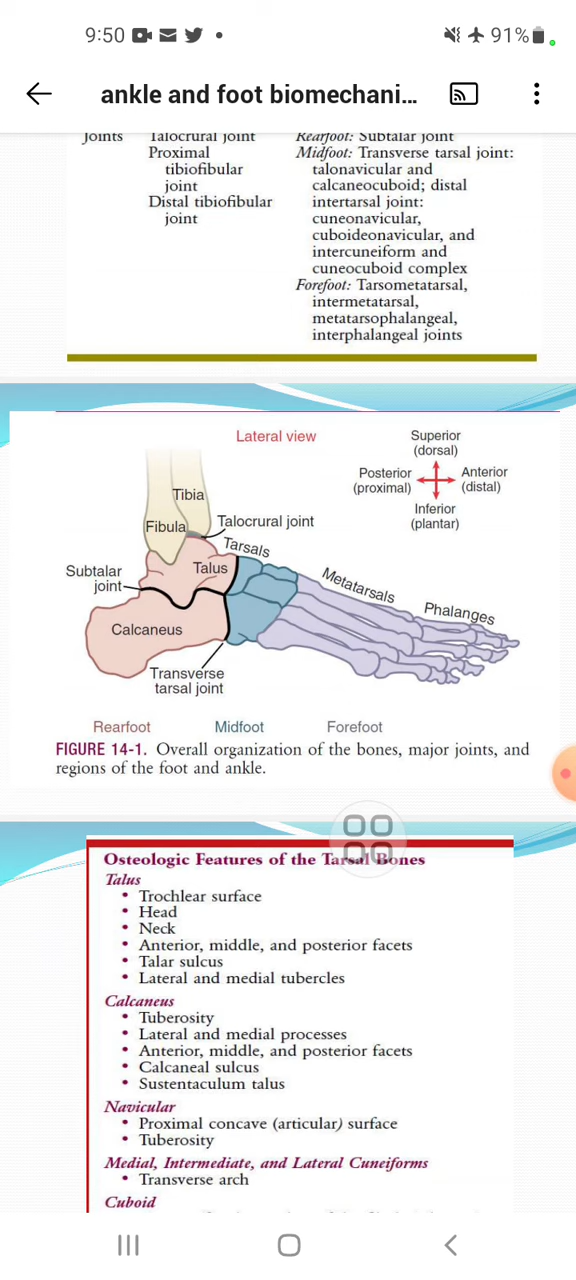 9:50
91%
ankle and foot biomechani...
Joints
Talocrural joint
Proximal
tibiofibular
joint
Distal tibiofibular
joint
Rearfoot: Subtalar joint
Midfoot: Transverse tarsal joint:
talonavicular and
calcaneocuboid; distal
intertarsal joint:
cuneonavicular,
cuboideonavicular, and
intercuneiform and
cuneocuboid complex
Forefoot: Tarsometatarsal,
intermetatarsal,
metatarsophalangeal,
interphalangeal joints
Lateral view
Superior
(dorsal)
Posterior
(proximal)
Anterior
(distal)
Inferior
(plantar)
Tibia
Fibula
Talocrural joint
Tarsals
Subtalar
joint
Talus
Metatarsals
Phalanges
Calcaneus
Transverse
tarsal joint
Rearfoot
Midfoot
Forefoot
FIGURE 14-1. Overall organization of the bones, major joints, and
regions of the foot and ankle.
Osteologic Features of the Tarsal Bones
Talus
• Trochlear surface
• Head
• Neck
• Anterior, middle, and posterior facets
• Talar sulcus
• Lateral and medial tubercles
Calcaneus
• Tuberosity
• Lateral and medial processes
• Anterior, middle, and posterior facets
• Calcaneal sulcus
• Sustentaculum talus
Navicular
• Proximal concave (articular) surface
• Tuberosity
Medial, Intermediate, and Lateral Cuneiforms
• Transverse arch
Cuboid